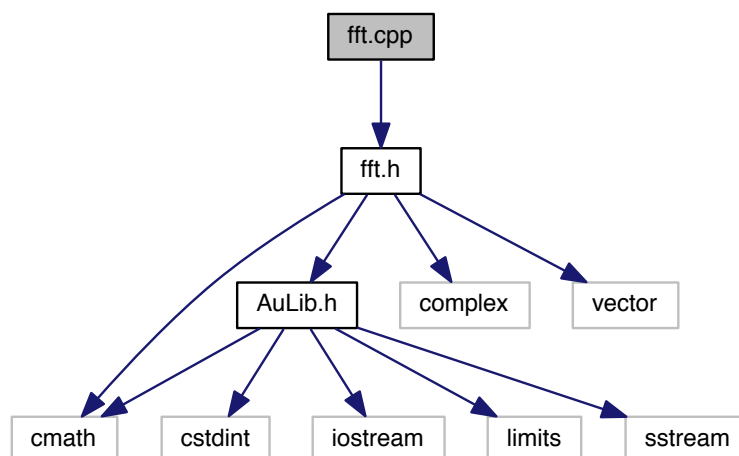 fft.cpp
fft.h
AuLib.h
complex
vector
cmath
cstdint
iostream
limits
sstream